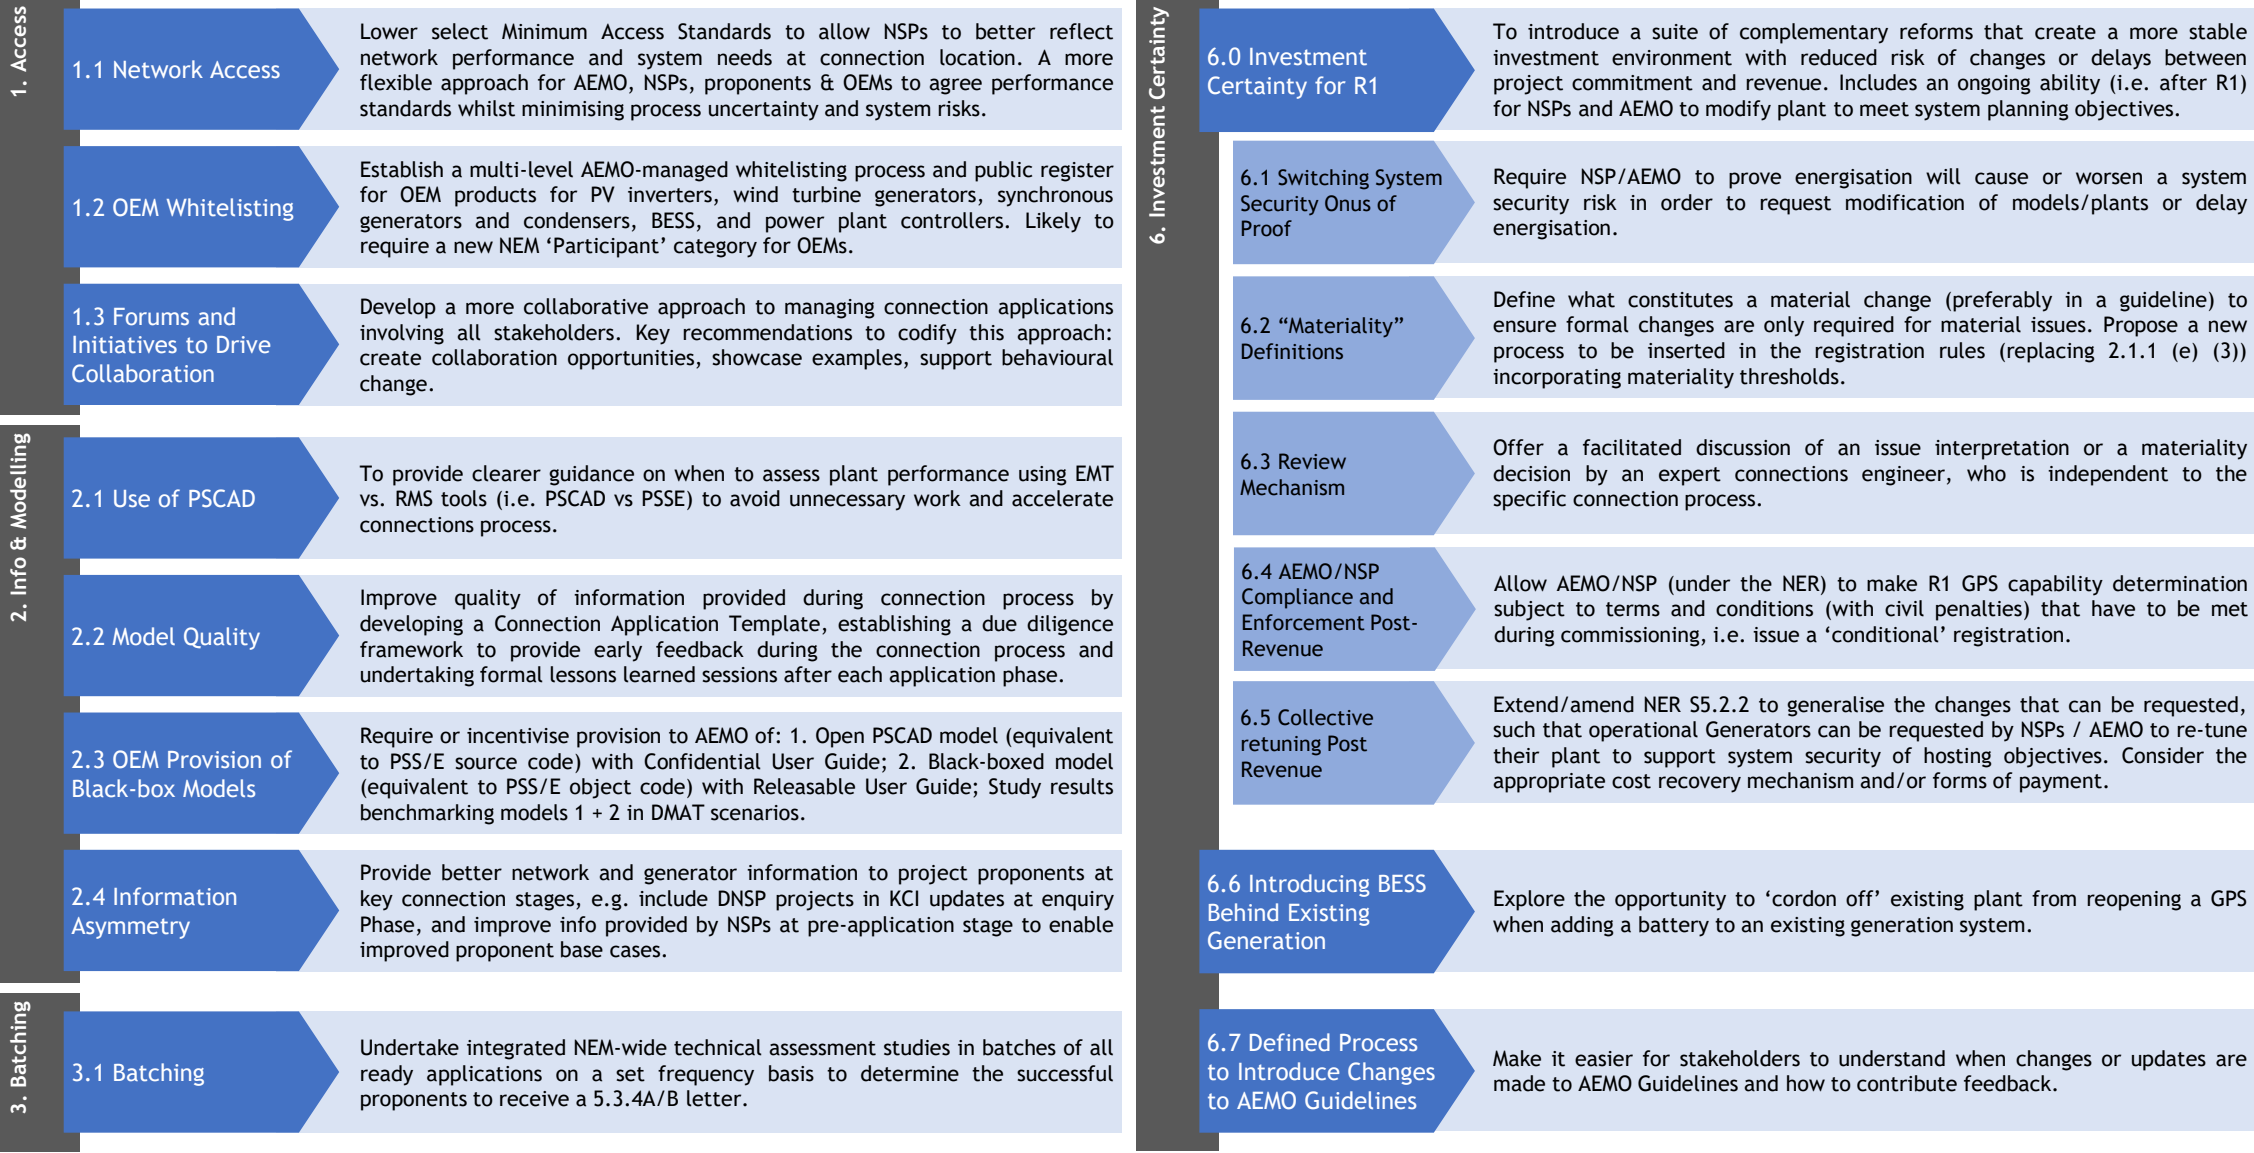 1. Access
1.1 Network Access
Lower select Minimum Access Standards to allow NSPs to better reflect
network performance and system needs at connection location. A more
flexible approach for AEMO, NSPs, proponents & OEMs to agree performance
standards whilst minimising process uncertainty and system risks.
1.2 OEM Whitelisting
Establish a multi-level AEMO-managed whitelisting process and public register
for OEM products for PV inverters, wind turbine generators, synchronous
generators and condensers, BESS, and power plant controllers. Likely to
require a new NEM ‘Participant’ category for OEMs.
1.3 Forums and
Initiatives to Drive
Collaboration
Develop a more collaborative approach to managing connection applications
involving all stakeholders. Key recommendations to codify this approach:
create collaboration opportunities, showcase examples, support behavioural
change.
2. Info & Modelling
2.1 Use of PSCAD
To provide clearer guidance on when to assess plant performance using EMT
vs. RMS tools (i.e. PSCAD vs PSSE) to avoid unnecessary work and accelerate
connections process.
2.2 Model Quality
Improve quality of information provided during connection process by
developing a Connection Application Template, establishing a due diligence
framework to provide early feedback during the connection process and
undertaking formal lessons learned sessions after each application phase.
2.3 OEM Provision of
Black-box Models
Require or incentivise provision to AEMO of: 1. Open PSCAD model (equivalent
to PSS/E source code) with Confidential User Guide; 2. Black-boxed model
(equivalent to PSS/E object code) with Releasable User Guide; Study results
benchmarking models 1 + 2 in DMAT scenarios.
2.4 Information
Asymmetry
Provide better network and generator information to project proponents at
key connection stages, e.g. include DNSP projects in KCI updates at enquiry
Phase, and improve info provided by NSPs at pre-application stage to enable
improved proponent base cases.
3. Batching
3.1 Batching
Undertake integrated NEM-wide technical assessment studies in batches of all
ready applications on a set frequency basis to determine the successful
proponents to receive a 5.3.4A/B letter.
6. Investment Certainty
6.0 Investment
Certainty for R1
To introduce a suite of complementary reforms that create a more stable
investment environment with reduced risk of changes or delays between
project commitment and revenue. Includes an ongoing ability (i.e. after R1)
for NSPs and AEMO to modify plant to meet system planning objectives.
6.1 Switching System
Security Onus of
Proof
Require NSP/AEMO to prove energisation will cause or worsen a system
security risk in order to request modification of models/plants or delay
energisation.
6.2 “Materiality”
Definitions
Define what constitutes a material change (preferably in a guideline) to
ensure formal changes are only required for material issues. Propose a new
process to be inserted in the registration rules (replacing 2.1.1 (e) (3))
incorporating materiality thresholds.
6.3 Review
Mechanism
Offer a facilitated discussion of an issue interpretation or a materiality
decision by an expert connections engineer, who is independent to the
specific connection process.
6.4 AEMO/NSP
Compliance and
Enforcement Post-
Revenue
Allow AEMO/NSP (under the NER) to make R1 GPS capability determination
subject to terms and conditions (with civil penalties) that have to be met
during commissioning, i.e. issue a ‘conditional’ registration.
6.5 Collective
retuning Post
Revenue
Extend/amend NER S5.2.2 to generalise the changes that can be requested,
such that operational Generators can be requested by NSPs / AEMO to re-tune
their plant to support system security of hosting objectives. Consider the
appropriate cost recovery mechanism and/or forms of payment.
6.6 Introducing BESS
Behind Existing
Generation
Explore the opportunity to ‘cordon off’ existing plant from reopening a GPS
when adding a battery to an existing generation system.
6.7 Defined Process
to Introduce Changes
to AEMO Guidelines
Make it easier for stakeholders to understand when changes or updates are
made to AEMO Guidelines and how to contribute feedback.